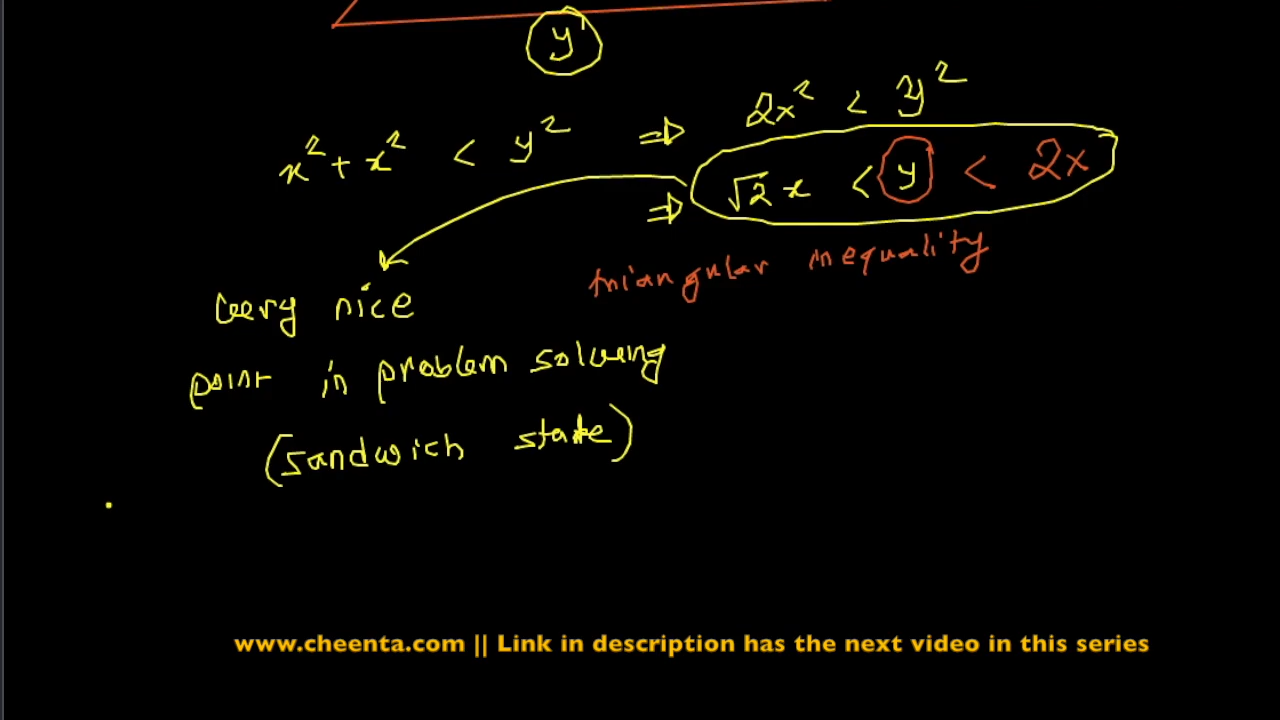 y
x² + x² < y² ⇒ 2x² < y²
⇒ √2 x < y < 2x
triangular inequality
very nice
point in problem solving
(sandwich state)
www.cheenta.com || Link in description has the next video in this series